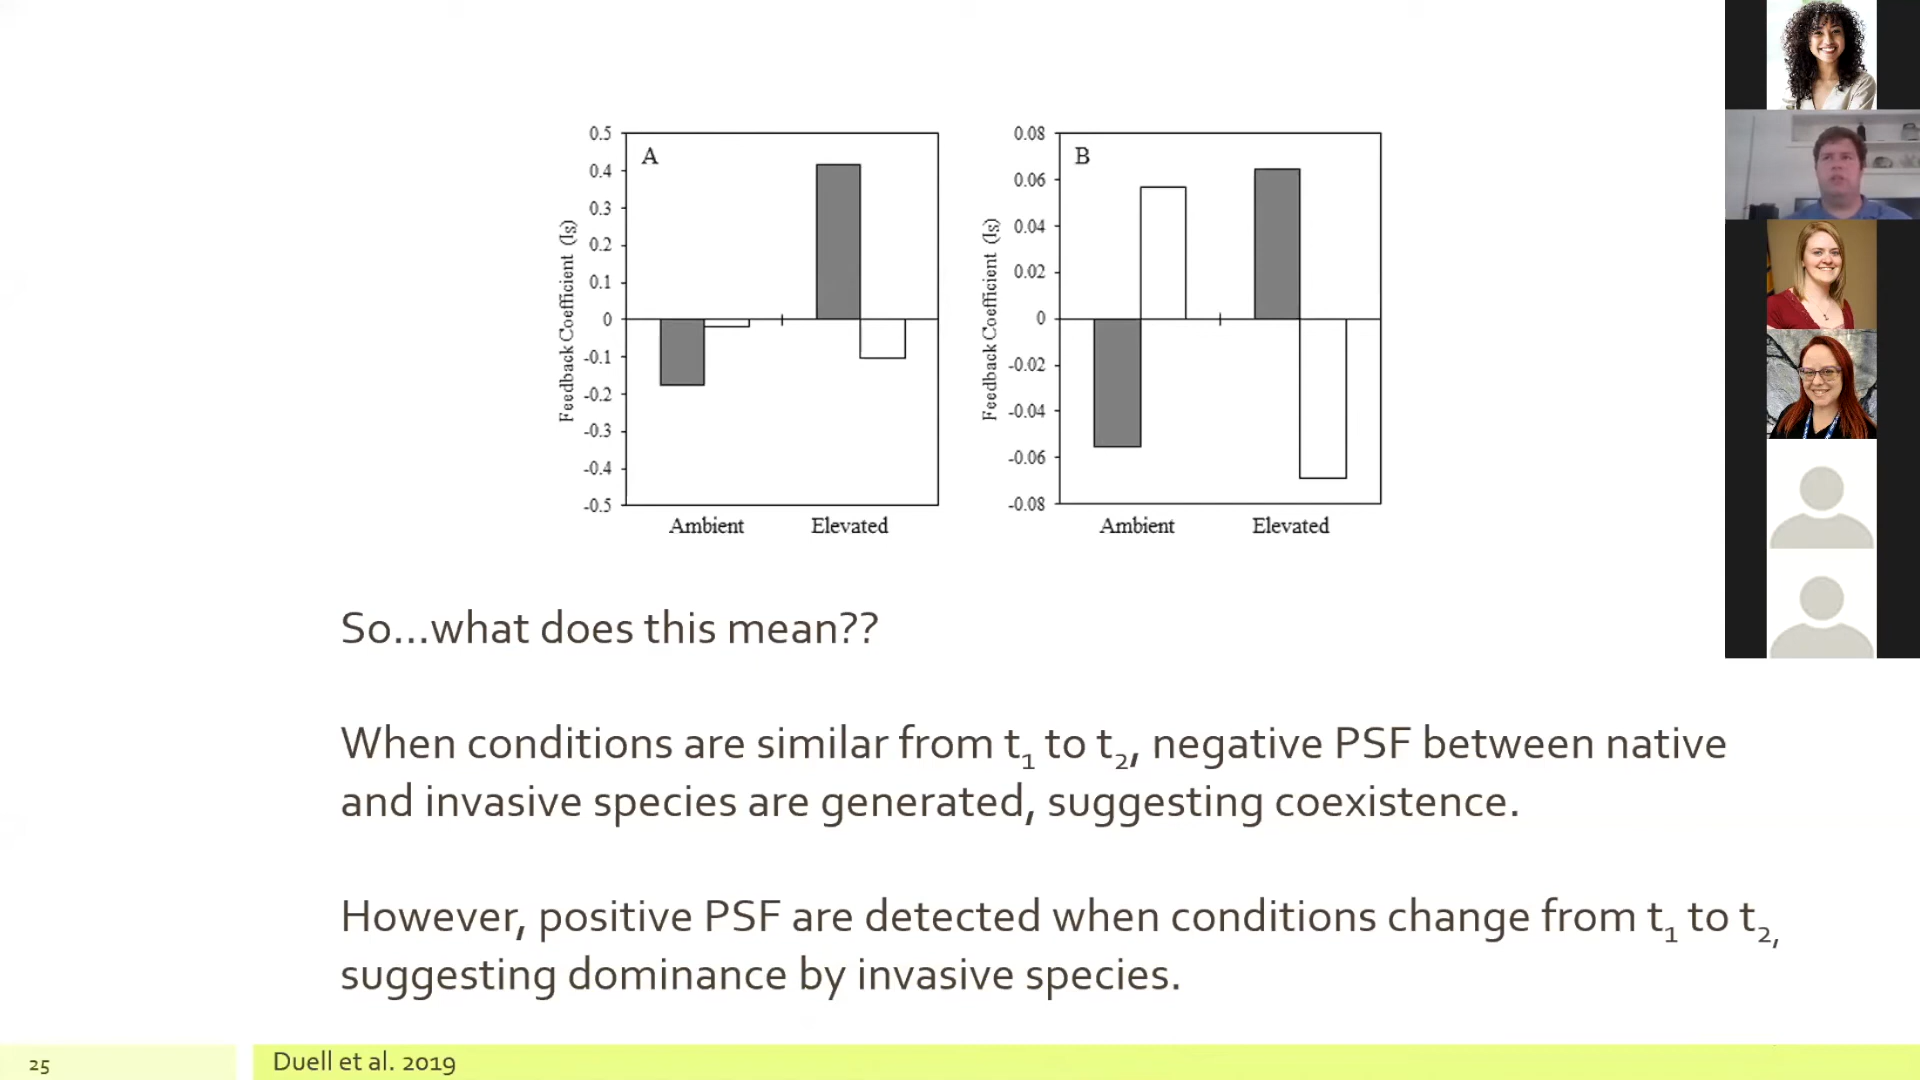 A
0.5
0.4
0.3
0.2
0.1
0
-0.1
-0.2
-0.3
-0.4
-0.5
Feedback Coefficient (Is)
Ambient
Elevated
B
0.08
0.06
0.04
0.02
0
-0.02
-0.04
-0.06
-0.08
Feedback Coefficient (Is)
Ambient
Elevated
So...what does this mean??
When conditions are similar from t₁ to t₂, negative PSF between native
and invasive species are generated, suggesting coexistence.
However, positive PSF are detected when conditions change from t₁ to t₂,
suggesting dominance by invasive species.
25
Duell et al. 2019